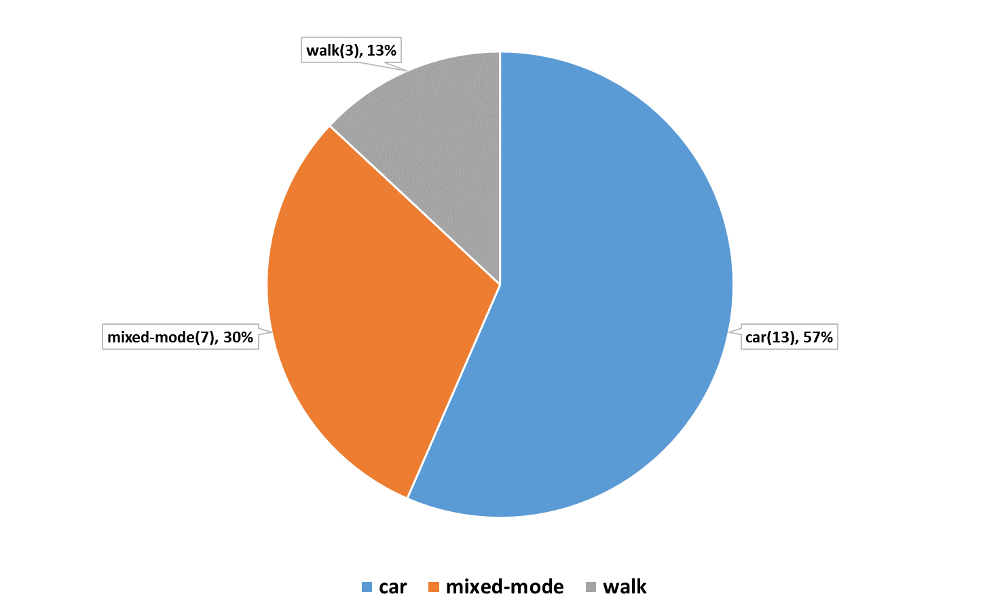 walk(3), 13%
mixed-mode(7), 30%
car(13), 57%
car mixed-mode walk